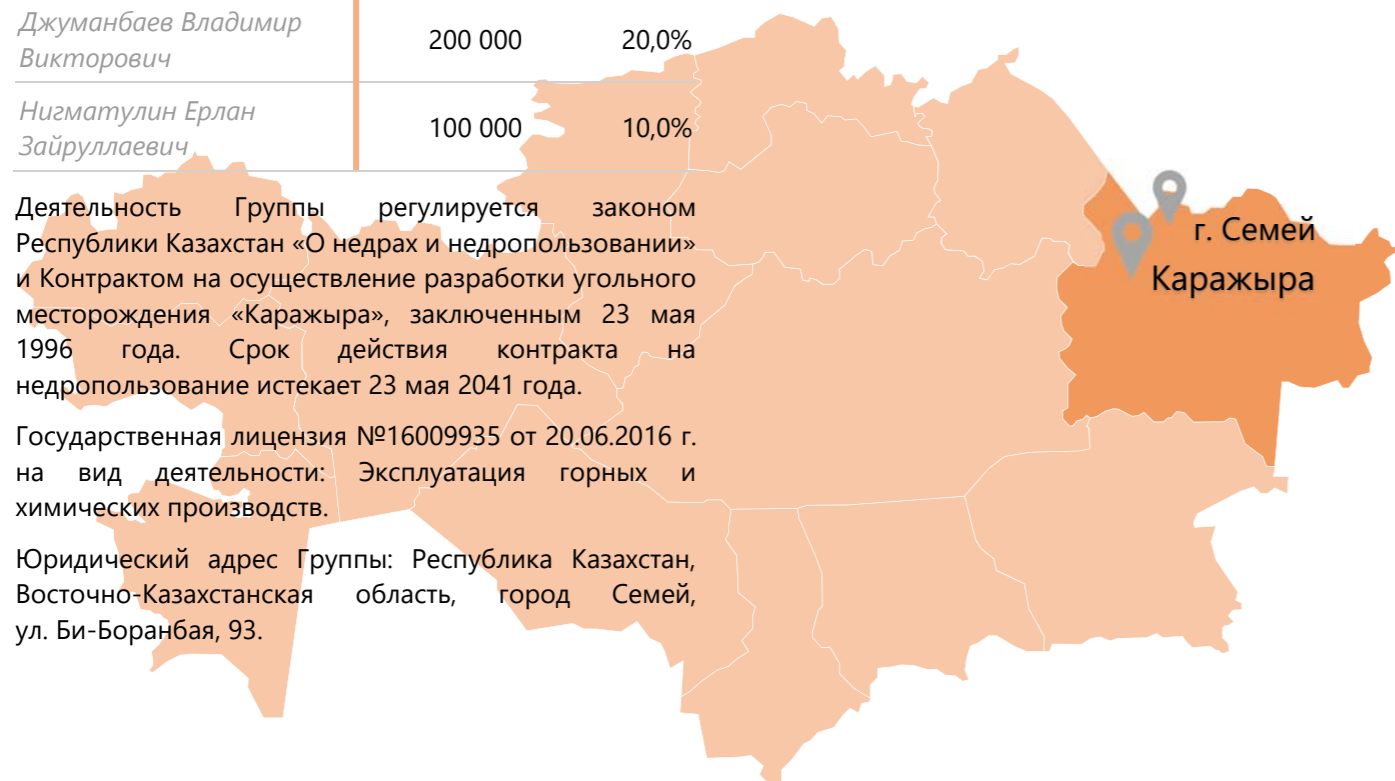 Джуманбаев Владимир
Викторович
200 000 20,0%
Нигматулин Ерлан
Зайруллаевич
100 000 10,0%
Деятельность Группы регулируется законом
Республики Казахстан «О недрах и недропользовании»
и Контрактом на осуществление разработки угольного
месторождения «Каражыра», заключенным 23 мая
1996 года. Срок действия контракта на
недропользование истекает 23 мая 2041 года.
Государственная лицензия №16009935 от 20.06.2016 г.
на вид деятельности: Эксплуатация горных и
химических производств.
Юридический адрес Группы: Республика Казахстан,
Восточно-Казахстанская область, город Семей,
ул. Би-Боранбая, 93.
г. Семей
Каражыра